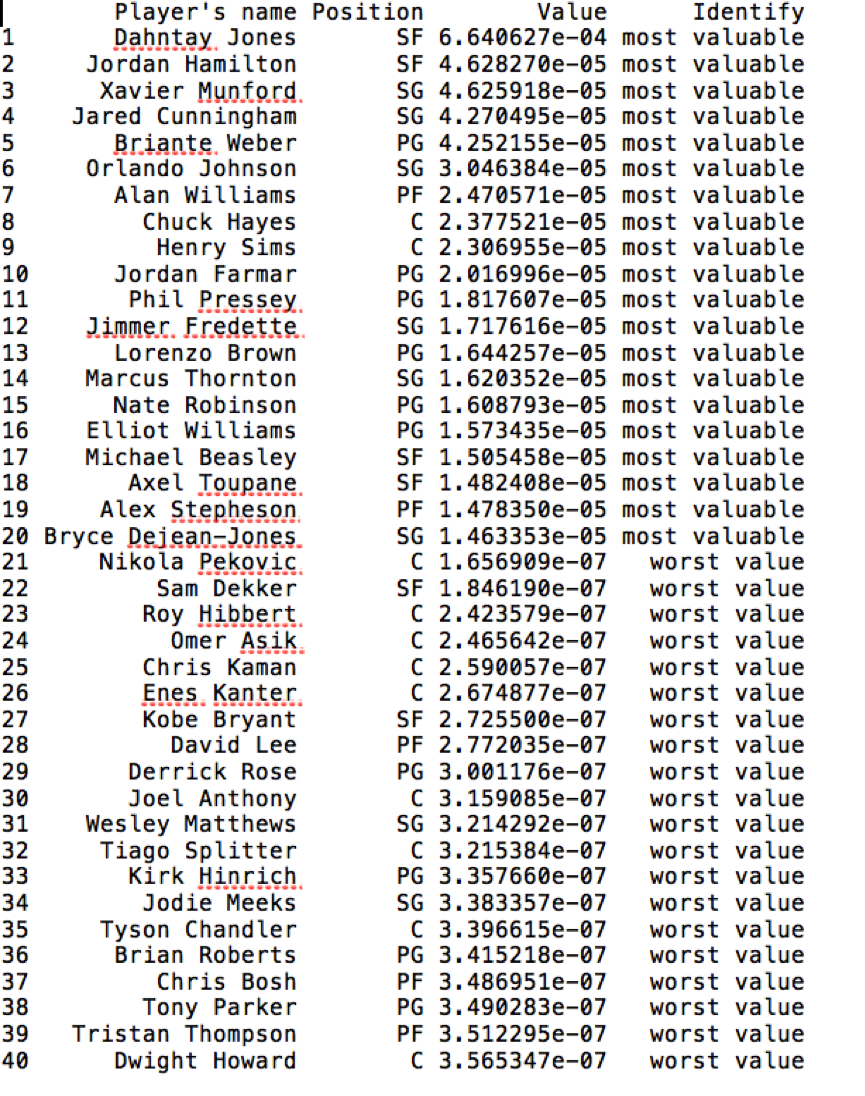 Player's name Position Value Identify
1 Dahntay Jones SF 6.640627e-04 most valuable
2 Jordan Hamilton SF 4.628270e-05 most valuable
3 Xavier Munford SG 4.625918e-05 most valuable
4 Jared Cunningham SG 4.270495e-05 most valuable
5 Briante Weber PG 4.252155e-05 most valuable
6 Orlando Johnson SG 3.046384e-05 most valuable
7 Alan Williams PF 2.470571e-05 most valuable
8 Chuck Hayes C 2.377521e-05 most valuable
9 Henry Sims C 2.306955e-05 most valuable
10 Jordan Farmar PG 2.016996e-05 most valuable
11 Phil Pressey PG 1.817607e-05 most valuable
12 Jimmer Fredette SG 1.717616e-05 most valuable
13 Lorenzo Brown PG 1.644257e-05 most valuable
14 Marcus Thornton SG 1.620352e-05 most valuable
15 Nate Robinson PG 1.608793e-05 most valuable
16 Elliot Williams PG 1.573435e-05 most valuable
17 Michael Beasley SF 1.505458e-05 most valuable
18 Axel Toupane SF 1.482408e-05 most valuable
19 Alex Stepheson PF 1.478350e-05 most valuable
20 Bryce Dejean-Jones SG 1.463353e-05 most valuable
21 Nikola Pekovic C 1.656909e-07 worst value
22 Sam Dekker SF 1.846190e-07 worst value
23 Roy Hibbert C 2.423579e-07 worst value
24 Omer Asik C 2.465642e-07 worst value
25 Chris Kaman C 2.590057e-07 worst value
26 Enes Kanter C 2.674877e-07 worst value
27 Kobe Bryant SF 2.725500e-07 worst value
28 David Lee PF 2.772035e-07 worst value
29 Derrick Rose PG 3.001176e-07 worst value
30 Joel Anthony C 3.159085e-07 worst value
31 Wesley Matthews SG 3.214292e-07 worst value
32 Tiago Splitter C 3.215384e-07 worst value
33 Kirk Hinrich PG 3.357660e-07 worst value
34 Jodie Meeks SG 3.383357e-07 worst value
35 Tyson Chandler C 3.396615e-07 worst value
36 Brian Roberts PG 3.415218e-07 worst value
37 Chris Bosh PF 3.486951e-07 worst value
38 Tony Parker PG 3.490283e-07 worst value
39 Tristan Thompson PF 3.512295e-07 worst value
40 Dwight Howard C 3.565347e-07 worst value